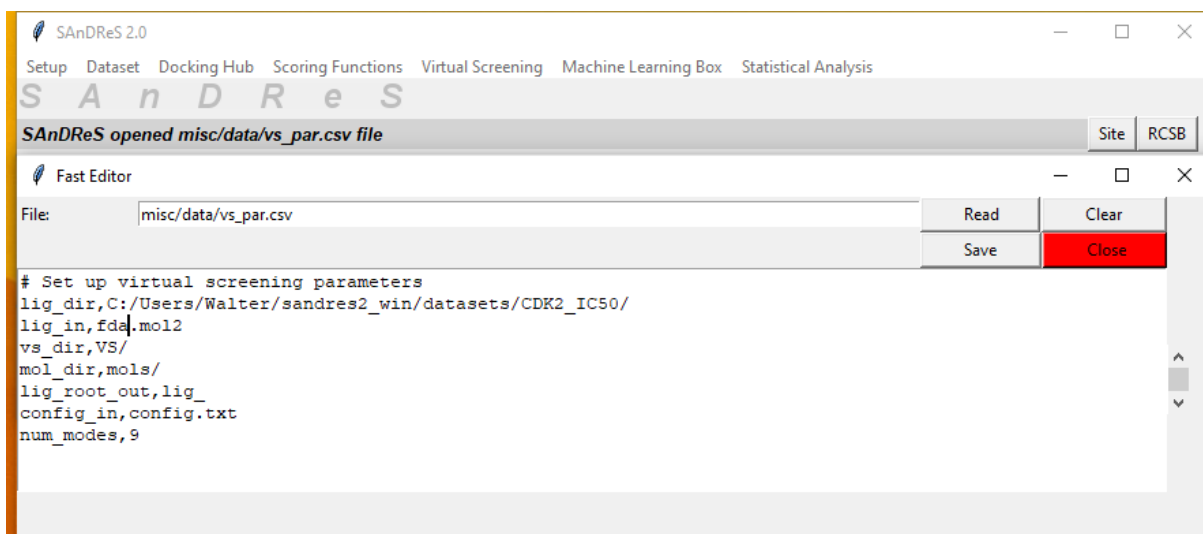 SAnDReS 2.0
Setup Dataset Docking Hub Scoring Functions Virtual Screening Machine Learning Box Statistical Analysis
S A n D R e S
SAnDReS opened misc/data/vs_par.csv file Site RCSB
Fast Editor
File: misc/data/vs_par.csv Read Clear
Save Close
# Set up virtual screening parameters
lig_dir,C:/Users/Walter/sandres2_win/datasets/CDK2_IC50/
lig_in,fda.mol2
vs_dir,VS/
mol_dir,mols/
lig_root_out,lig_
config_in,config.txt
num_modes,9